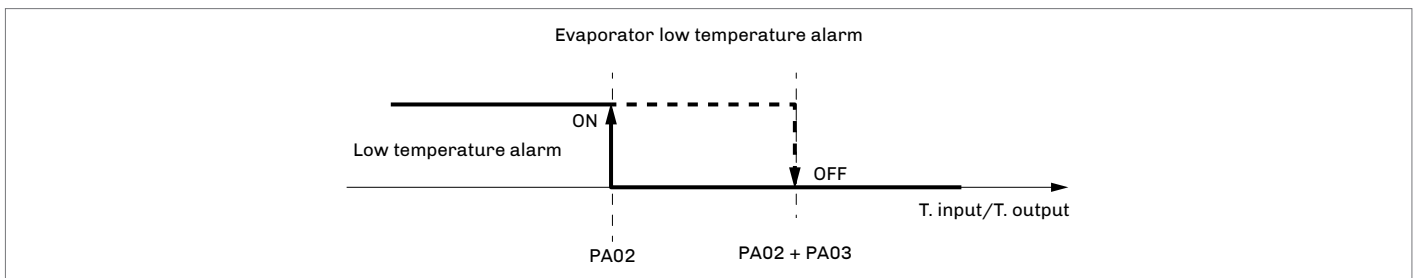 Evaporator low temperature alarm
ON
Low temperature alarm
OFF
T. input/T. output
PA02
PA02 + PA03